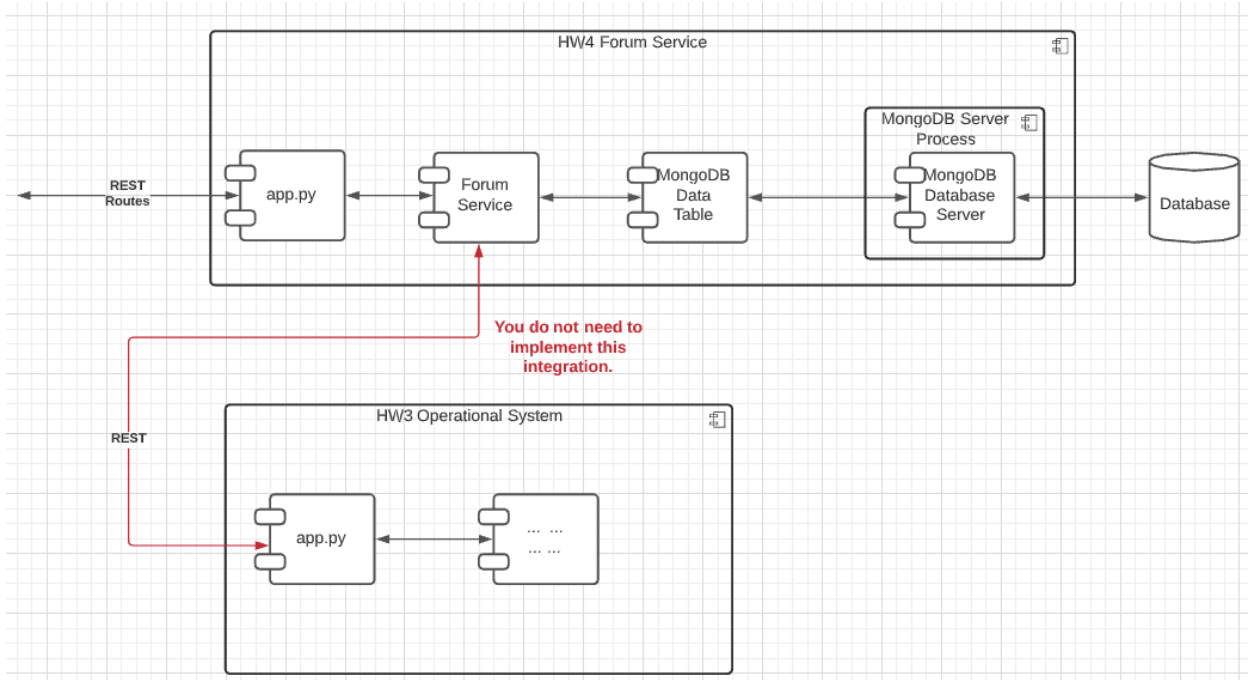 HW4 Forum Service
MongoDB Server
Process
REST
Routes
app.py
Forum
Service
MongoDB
Data
Table
MongoDB
Database
Server
Database
You do not need to
implement this
integration.
HW3 Operational System
REST
app.py
... ...
... ...